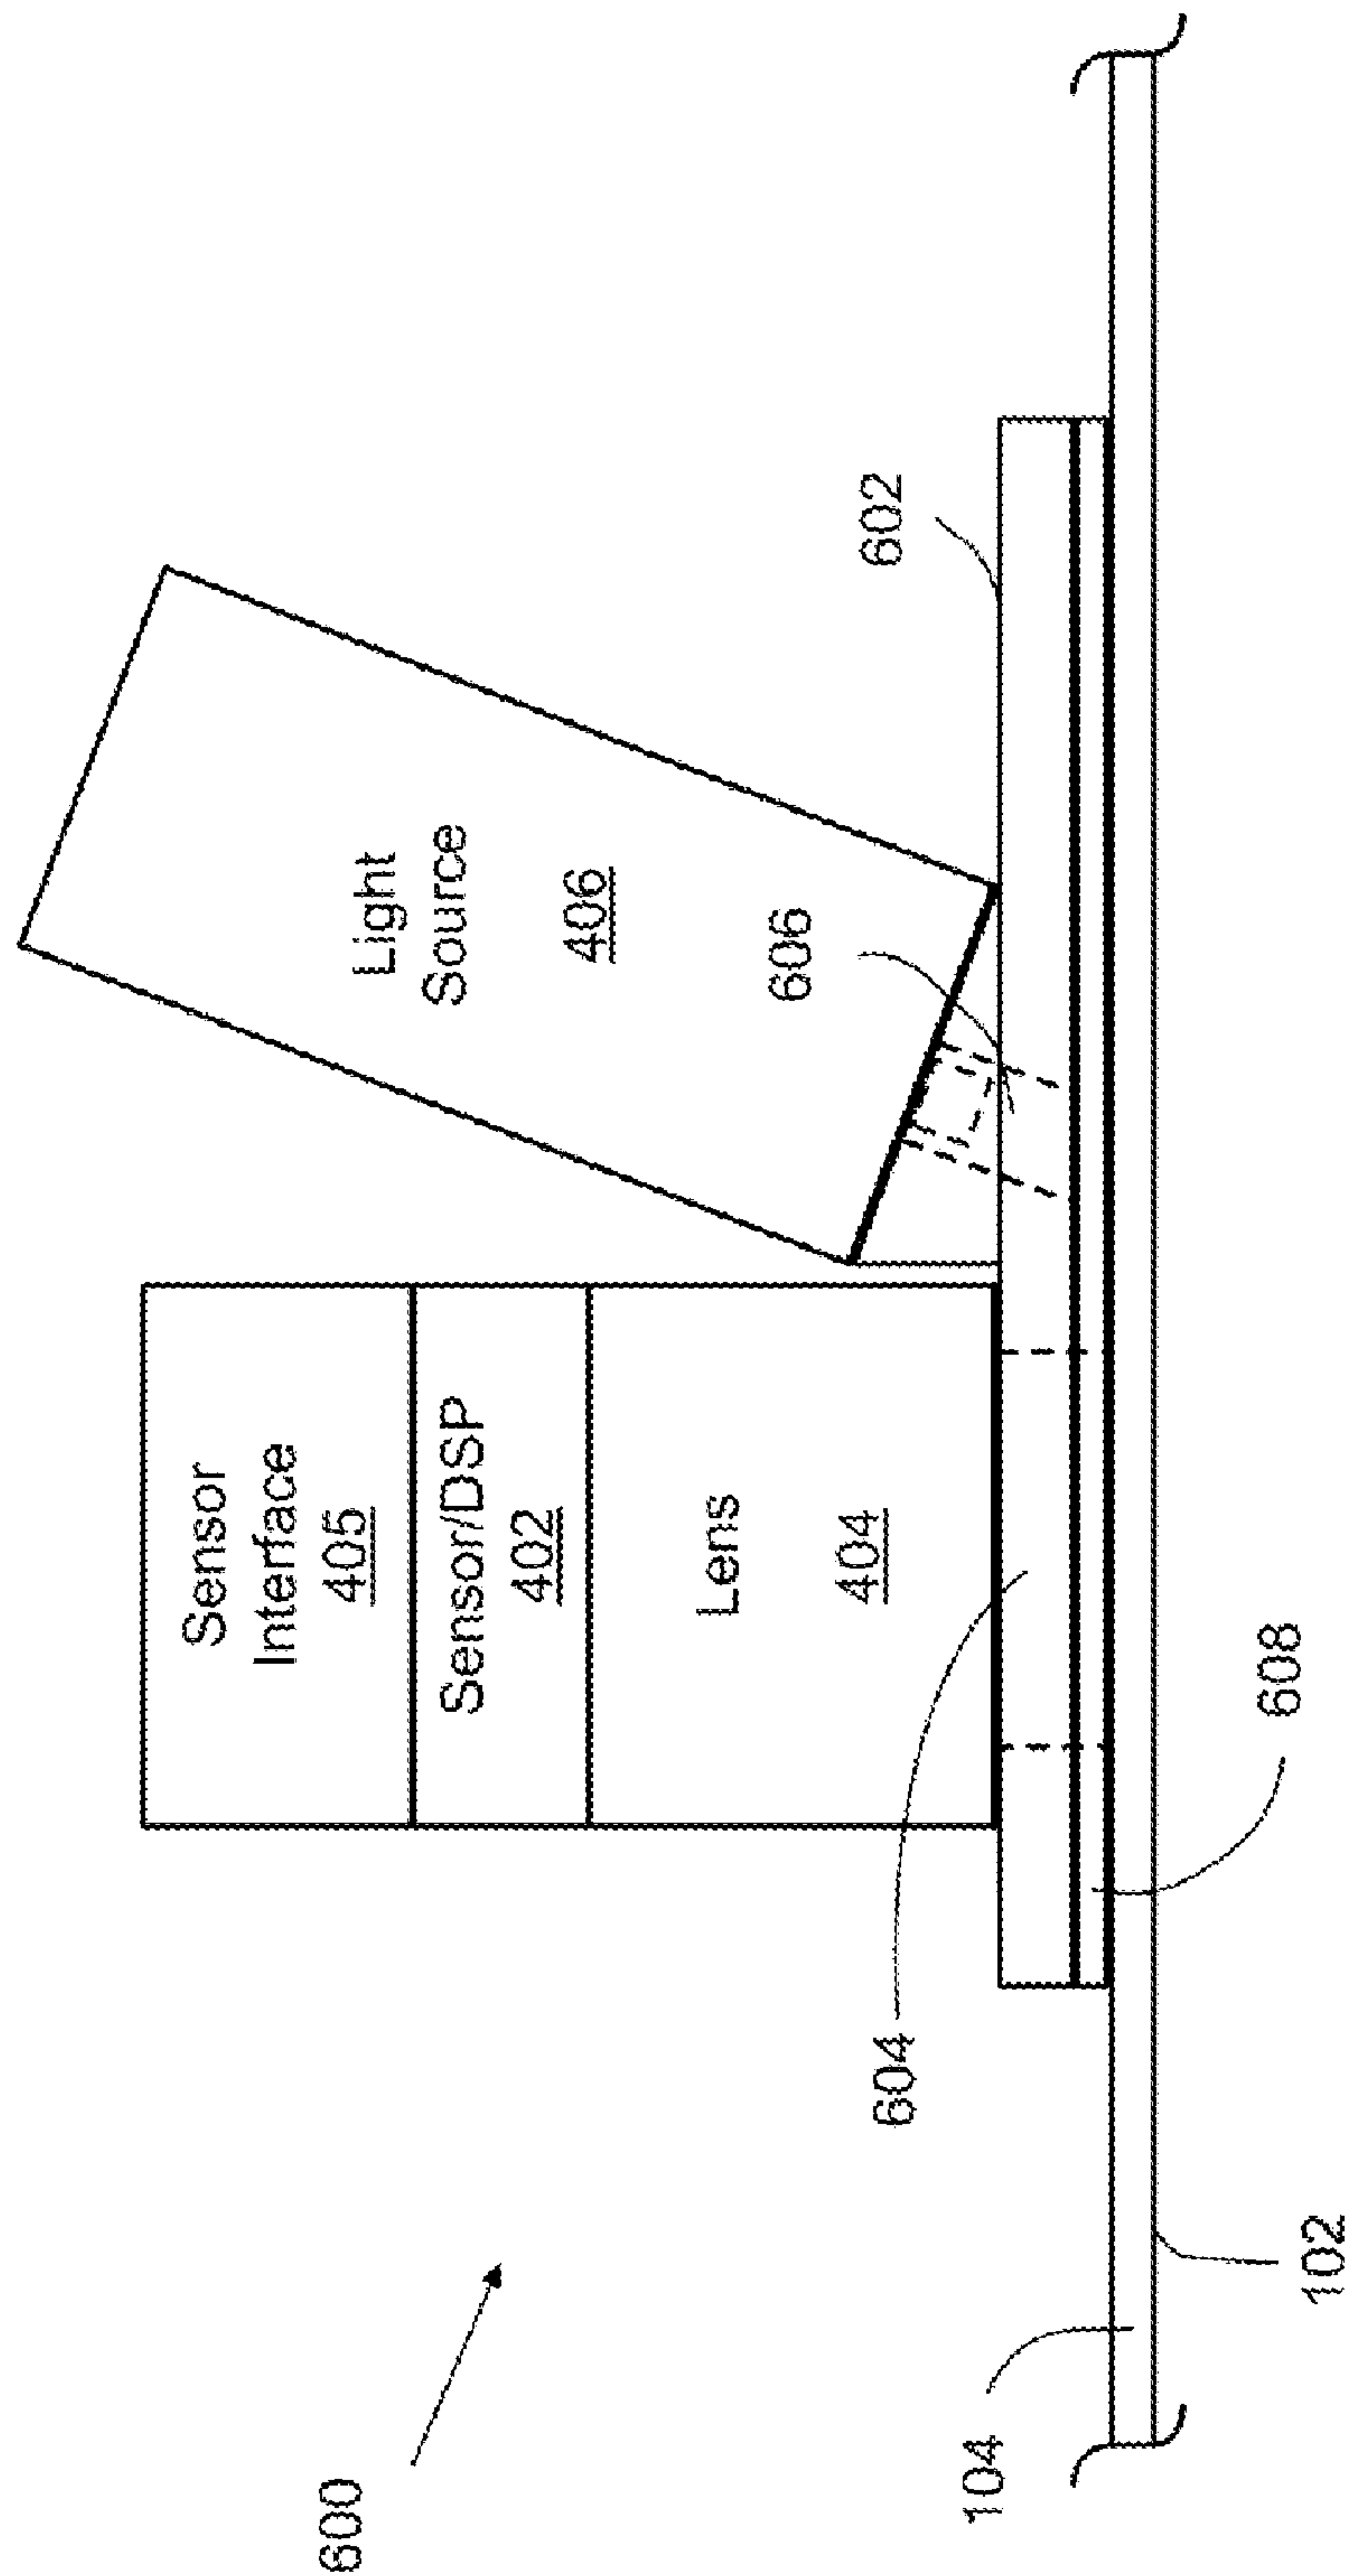 600
Sensor
Interface
405
Sensor/DSP
402
Lens
404
Light
Source
406
606
602
604
608
104
102